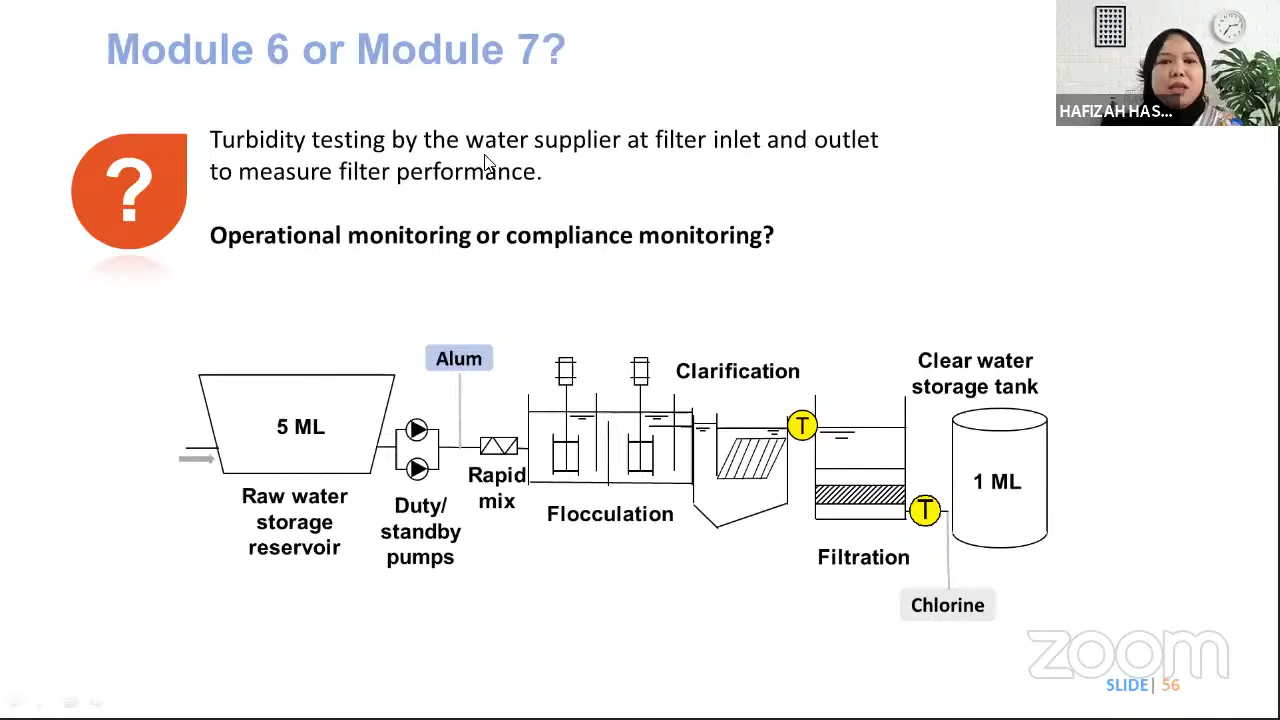 Module 6 or Module 7?
HAFIZAH HAS...
?
Turbidity testing by the water supplier at filter inlet and outlet
to measure filter performance.
Operational monitoring or compliance monitoring?
Alum
Clarification
Clear water
storage tank
5 ML
T
1 ML
Rapid
mix
Raw water
storage
reservoir
Duty/
standby
pumps
Flocculation
T
Filtration
Chlorine
zoom
SLIDE| 56